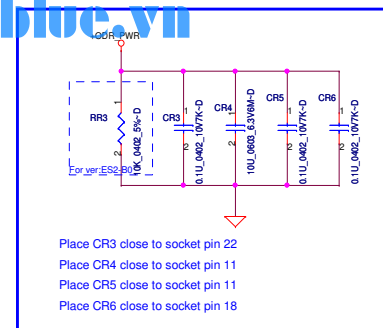 blue.vn
+CDR_PWR
1
RR3
10K_0402_5%~D
2
For ver:ES2-B0
1
CR3
0.1U_0402_10V7K~D
2
1
CR4
10U_0603_6.3V6M~D
2
1
CR5
0.1U_0402_10V7K~D
2
1
CR6
0.1U_0402_10V7K~D
2
Place CR3 close to socket pin 22
Place CR4 close to socket pin 11
Place CR5 close to socket pin 11
Place CR6 close to socket pin 18